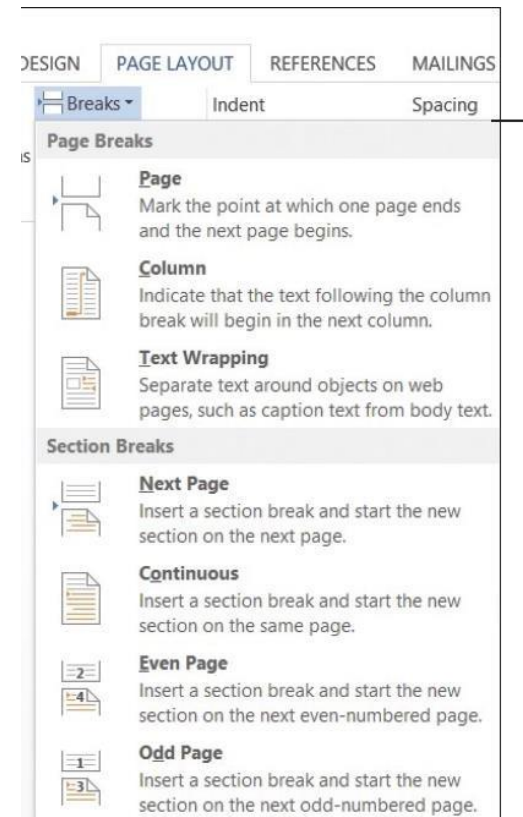 DESIGN PAGE LAYOUT REFERENCES MAILINGS
Breaks Indent Spacing
Page Breaks
Page
Mark the point at which one page ends
and the next page begins.
Column
Indicate that the text following the column
break will begin in the next column.
Text Wrapping
Separate text around objects on web
pages, such as caption text from body text.
Section Breaks
Next Page
Insert a section break and start the new
section on the next page.
Continuous
Insert a section break and start the new
section on the same page.
Even Page
2
4
Insert a section break and start the new
section on the next even-numbered page.
Odd Page
1
3
Insert a section break and start the new
section on the next odd-numbered page.